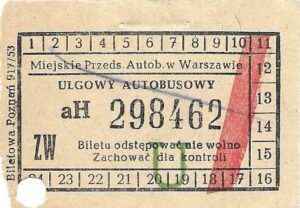 1 2 3 4 5 6 7 8 9 10 11
Miejskie Przeds. Autob. w Warszawie 12
ULGOWY AUTOBUSOWY 13
aH 298462 14
ZW Biletu odstępować nie wolno 15
Zachować dla kontroli
24 23 22 21 20 19 18 17 16
Biletowa Poznań 917/53